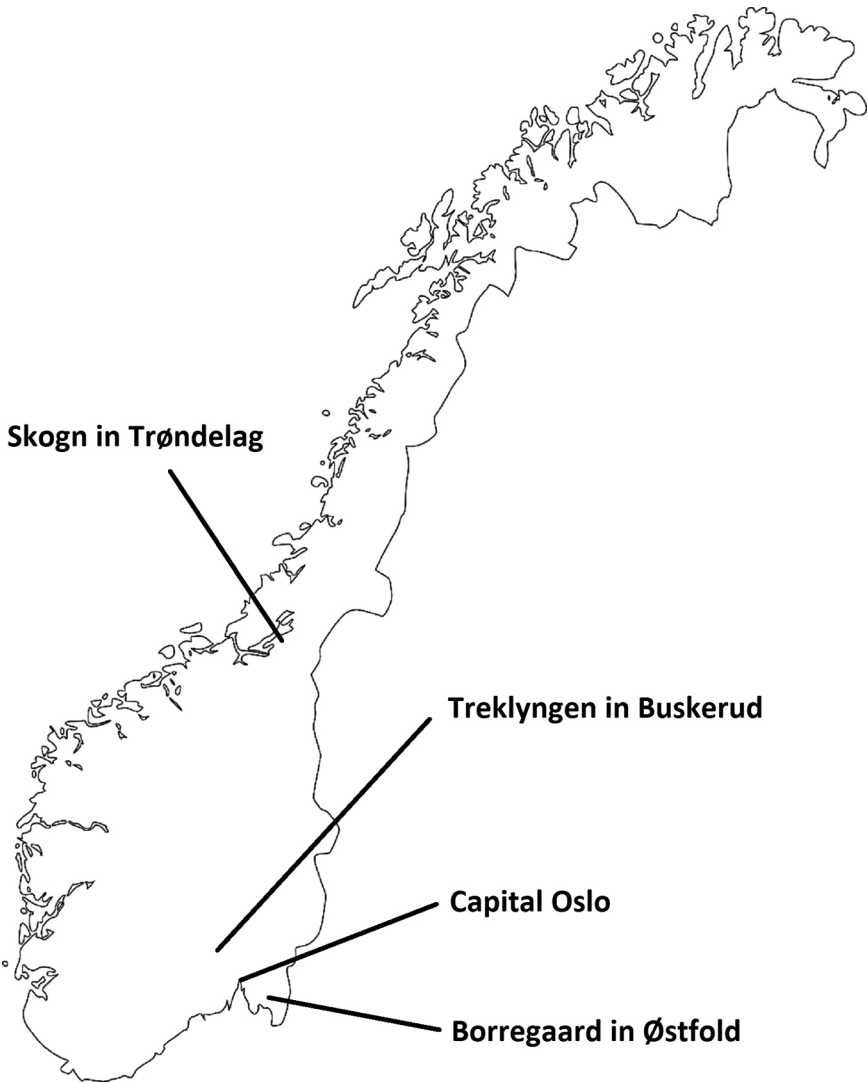 Skogn in Trøndelag
Treklyngen in Buskerud
Capital Oslo
Borregaard in Østfold